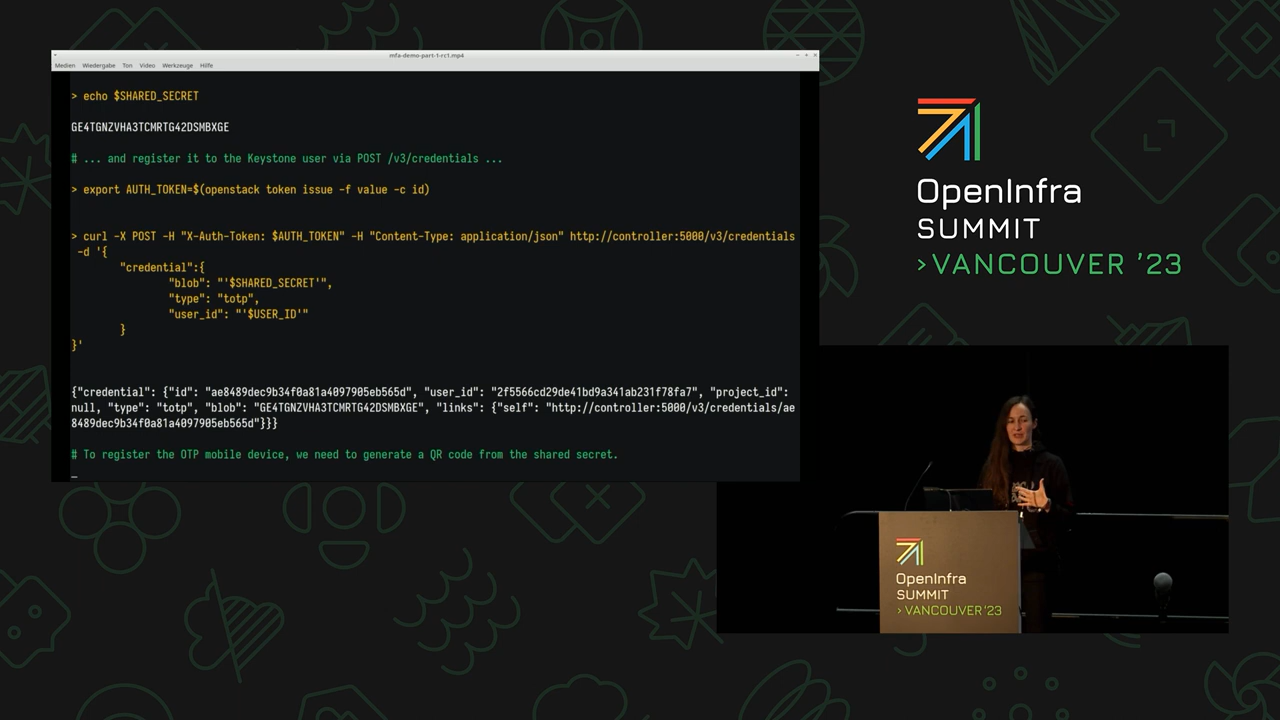 mfa-demo-part-1-rc1.mp4
Medien Wiedergabe Ton Video Werkzeuge Hilfe
> echo $SHARED_SECRET
GE4TGNZVHA3TCMRTG42DSMBXGE
# ... and register it to the Keystone user via POST /v3/credentials ...
> export AUTH_TOKEN=$(openstack token issue -f value -c id)
> curl -X POST -H "X-Auth-Token: $AUTH_TOKEN" -H "Content-Type: application/json" http://controller:5000/v3/credentials
-d '{
"credential":{
"blob": "'$SHARED_SECRET'",
"type": "totp",
"user_id": "'$USER_ID'"
}
}'
{"credential": {"id": "ae8489dec9b34f0a81a4097905eb565d", "user_id": "2f5566cd29de41bd9a341ab231f78fa7", "project_id":
null, "type": "totp", "blob": "GE4TGNZVHA3TCMRTG42DSMBXGE", "links": {"self": "http://controller:5000/v3/credentials/ae
8489dec9b34f0a81a4097905eb565d"}}}
# To register the OTP mobile device, we need to generate a QR code from the shared secret.
_
OpenInfra
SUMMIT
>VANCOUVER '23
OpenInfra
SUMMIT
>VANCOUVER '23